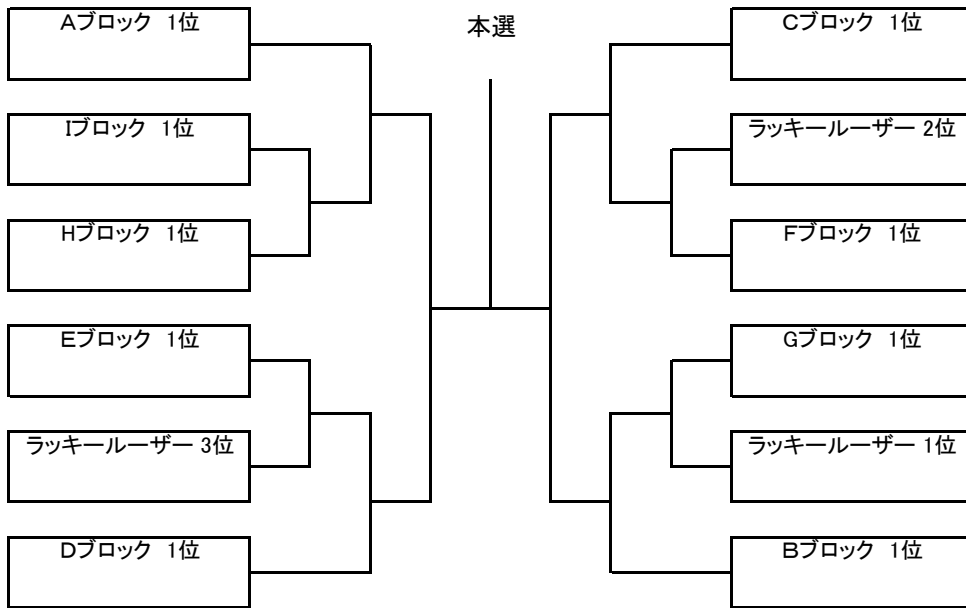 本選
Aブロック 1位
Iブロック 1位
Hブロック 1位
Eブロック 1位
ラッキールーザー 3位
Dブロック 1位
Cブロック 1位
ラッキールーザー 2位
Fブロック 1位
Gブロック 1位
ラッキールーザー 1位
Bブロック 1位